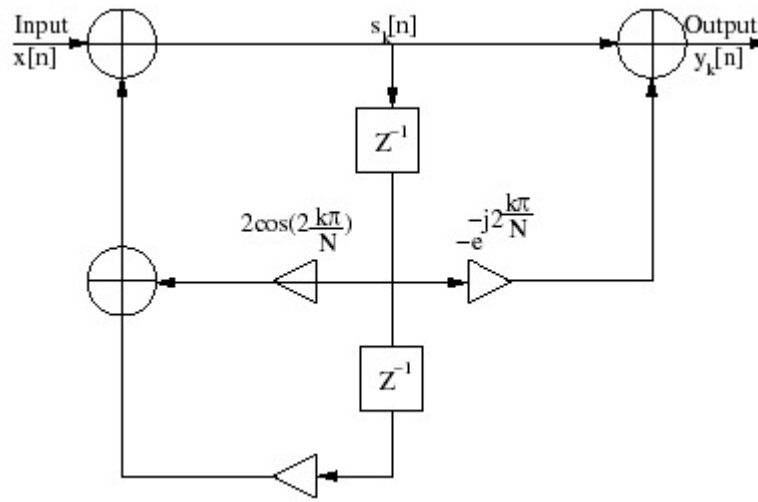 Input
x[n]
s_k[n]
Output
y_k[n]
Z^-1
2cos(2kπ/N)
-e^-j2kπ/N
Z^-1